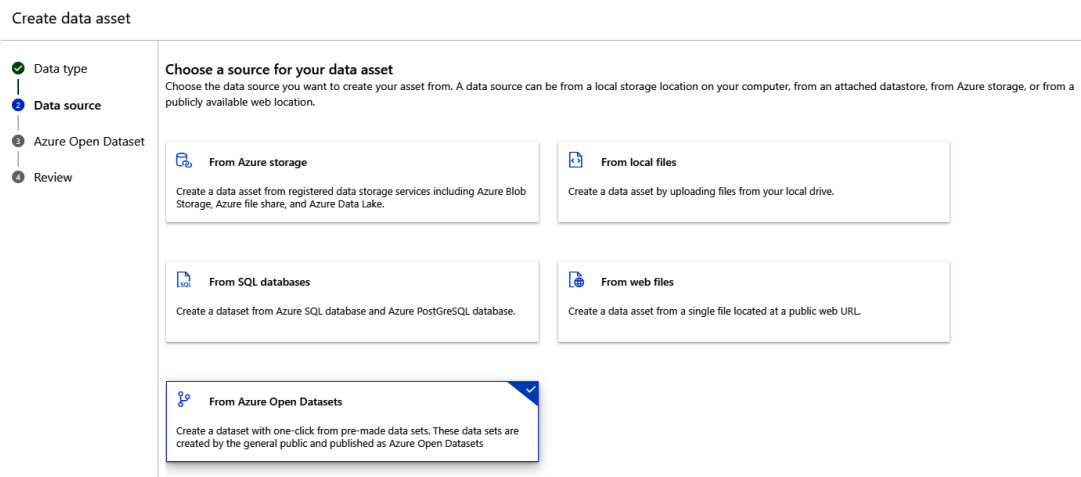 Create data asset
Data type
2 Data source
3 Azure Open Dataset
4 Review
Choose a source for your data asset
Choose the data source you want to create your asset from. A data source can be from a local storage location on your computer, from an attached datastore, from Azure storage, or from a
publicly available web location.
From Azure storage
Create a data asset from registered data storage services including Azure Blob
Storage, Azure file share, and Azure Data Lake.
From local files
Create a data asset by uploading files from your local drive.
SQL
From SQL databases
Create a dataset from Azure SQL database and Azure PostGreSQL database.
From web files
Create a data asset from a single file located at a public web URL.
From Azure Open Datasets
Create a dataset with one-click from pre-made data sets. These data sets are
created by the general public and published as Azure Open Datasets